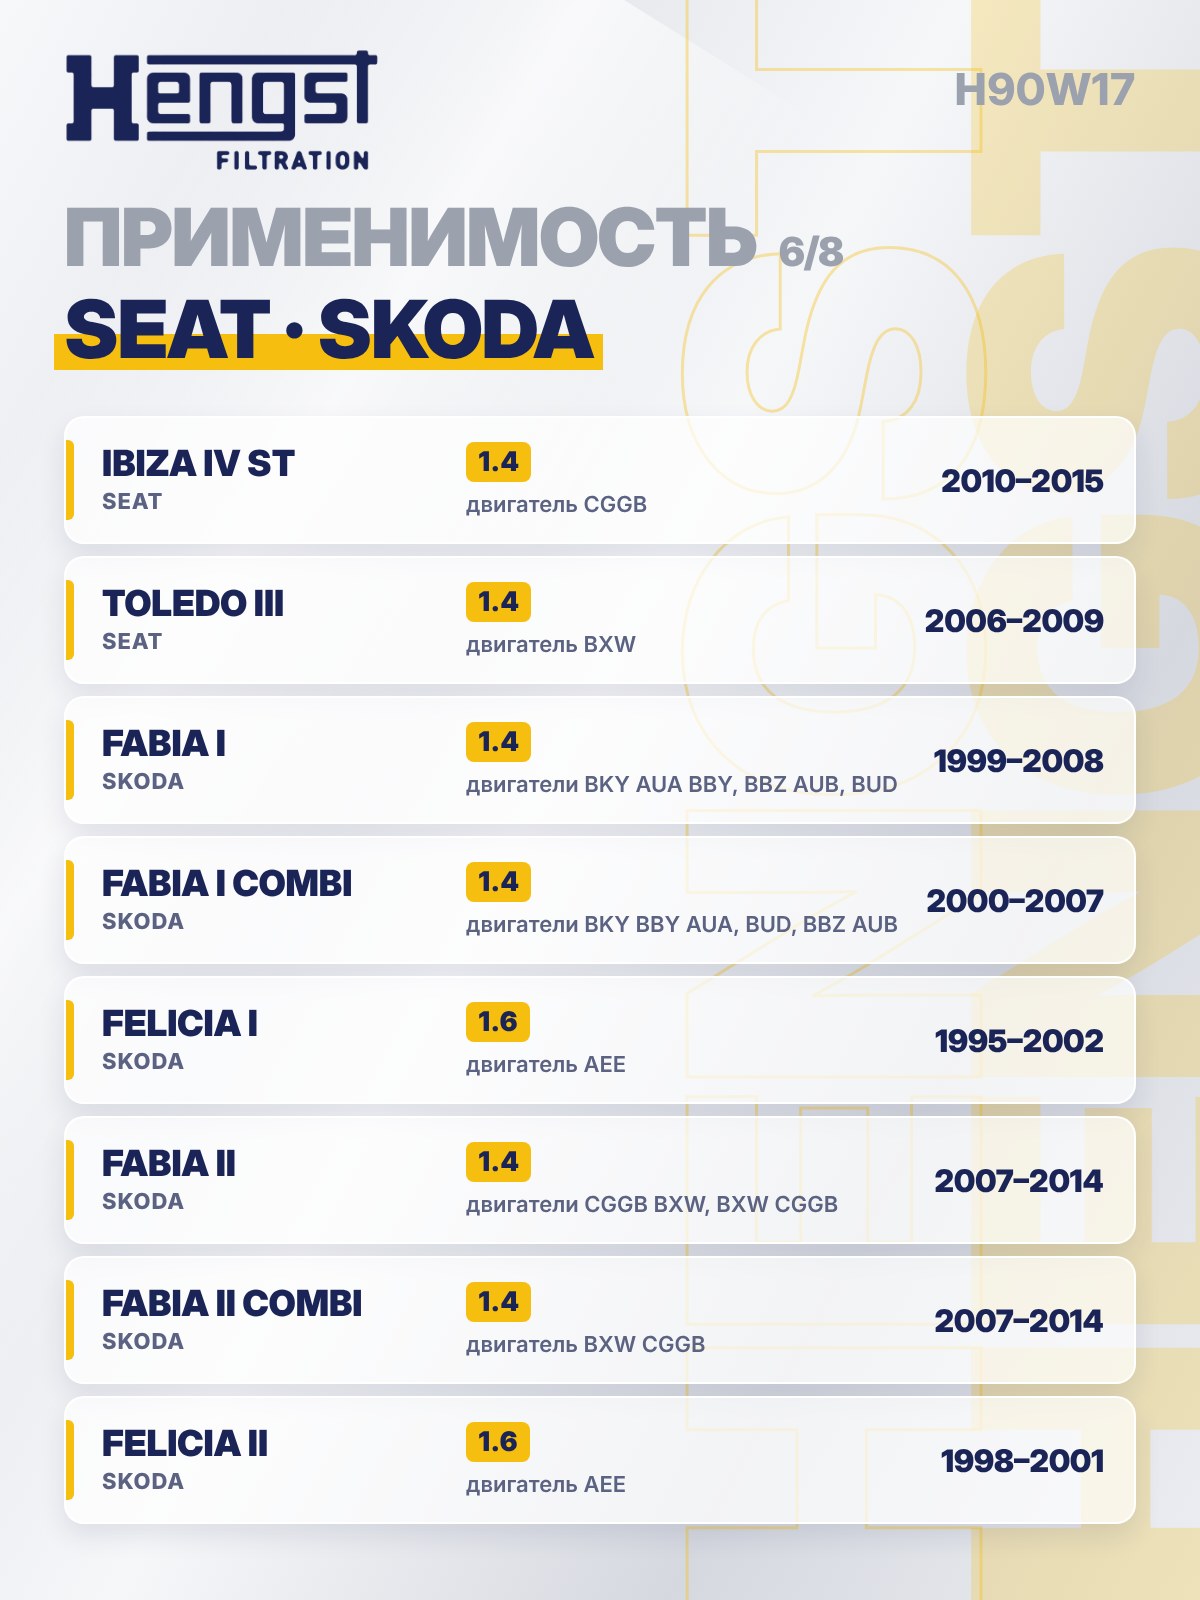 Hengst
FILTRATION
H90W17
ПРИМЕНИМОСТЬ 6/8
SEAT · SKODA
IBIZA IV ST
SEAT
1.4
двигатель CGGB
2010–2015
TOLEDO III
SEAT
1.4
двигатель BXW
2006–2009
FABIA I
SKODA
1.4
двигатели BKY AUA BBY, BBZ AUB, BUD
1999–2008
FABIA I COMBI
SKODA
1.4
двигатели BKY BBY AUA, BUD, BBZ AUB
2000–2007
FELICIA I
SKODA
1.6
двигатель AEE
1995–2002
FABIA II
SKODA
1.4
двигатели CGGB BXW, BXW CGGB
2007–2014
FABIA II COMBI
SKODA
1.4
двигатель BXW CGGB
2007–2014
FELICIA II
SKODA
1.6
двигатель AEE
1998–2001
HENGST
HENGST